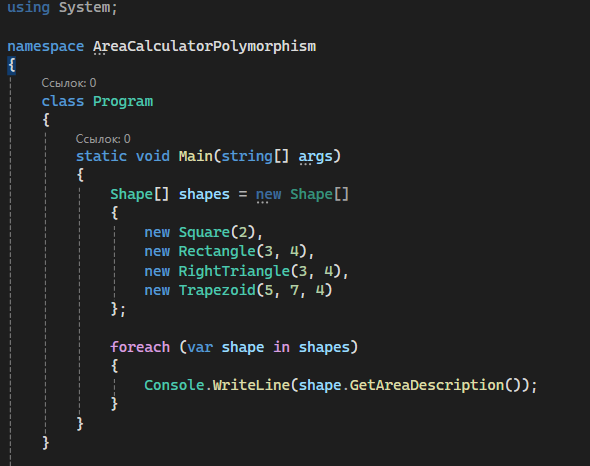 using System;
namespace AreaCalculatorPolymorphism
{
Ссылок: 0
class Program
{
Ссылок: 0
static void Main(string[] args)
{
Shape[] shapes = new Shape[]
{
new Square(2),
new Rectangle(3, 4),
new RightTriangle(3, 4),
new Trapezoid(5, 7, 4)
};
foreach (var shape in shapes)
{
Console.WriteLine(shape.GetAreaDescription());
}
}
}